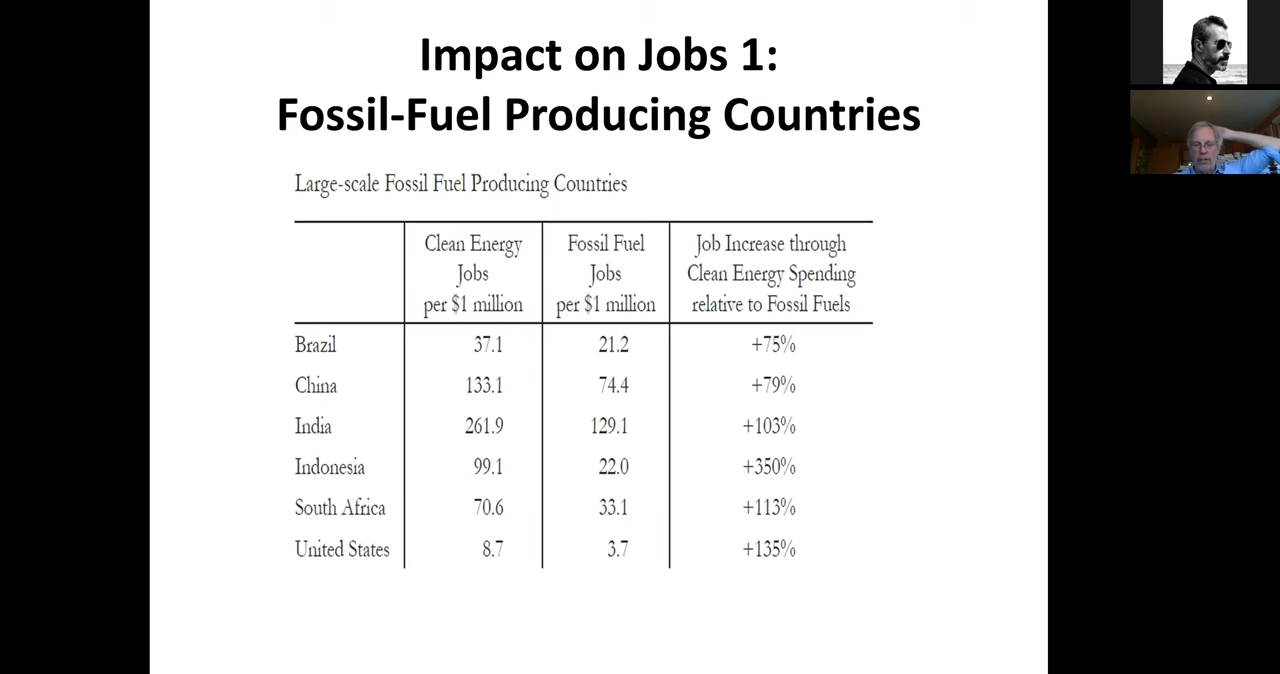 Impact on Jobs 1:
Fossil-Fuel Producing Countries
Large-scale Fossil Fuel Producing Countries
Clean Energy Jobs per $1 million
Fossil Fuel Jobs per $1 million
Job Increase through Clean Energy Spending relative to Fossil Fuels
Brazil 37.1 21.2 +75%
China 133.1 74.4 +79%
India 261.9 129.1 +103%
Indonesia 99.1 22.0 +350%
South Africa 70.6 33.1 +113%
United States 8.7 3.7 +135%